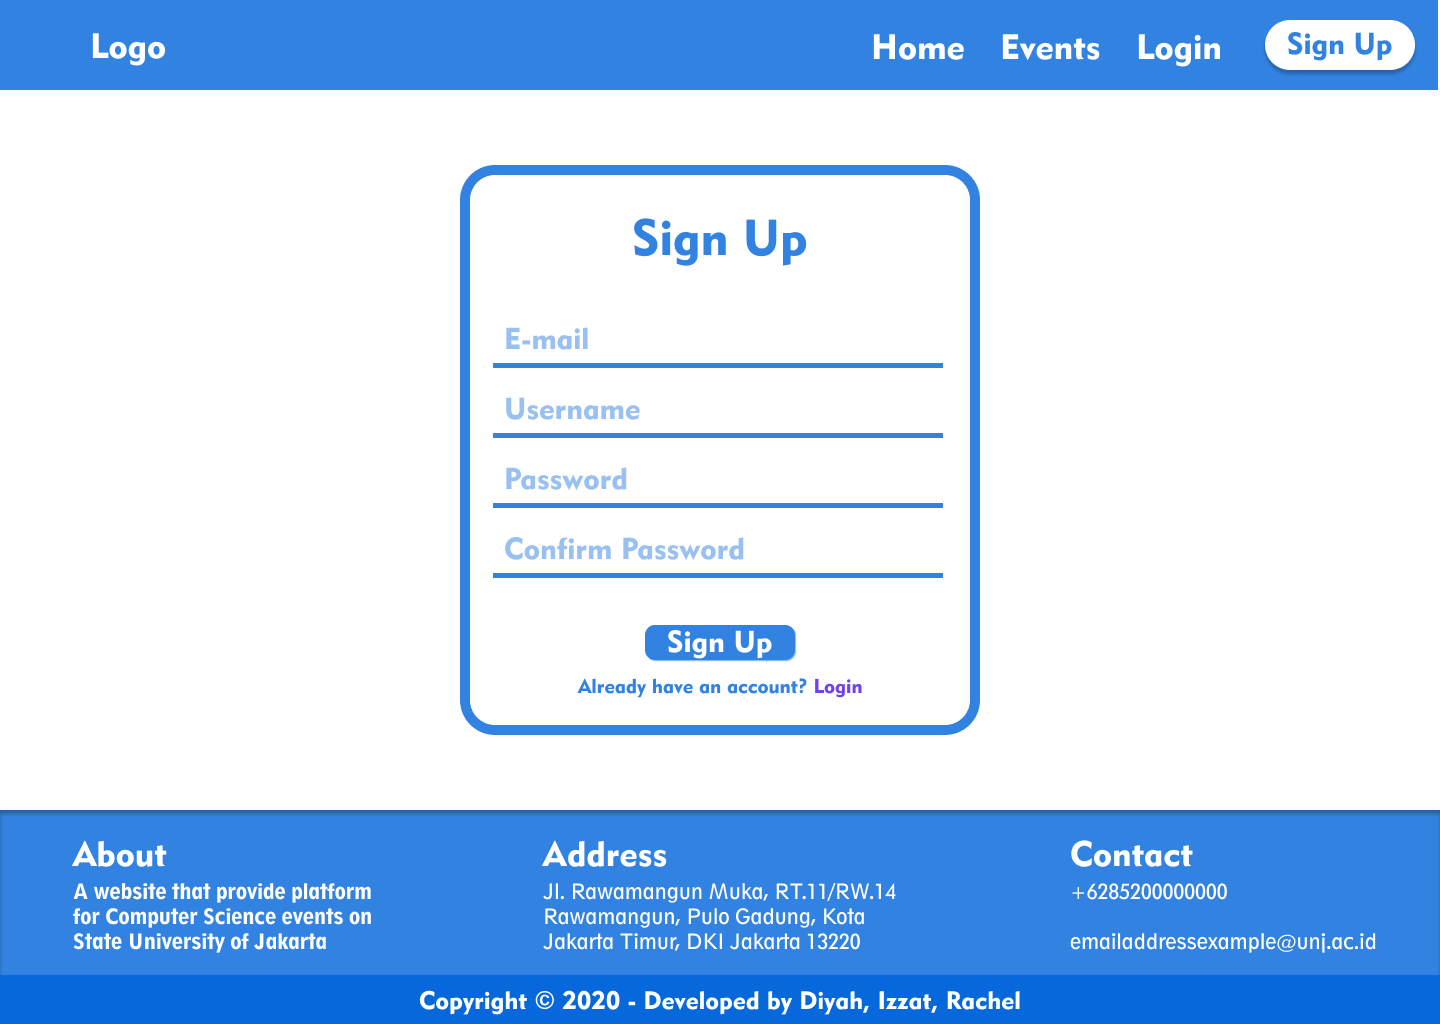 Logo
Home
Events
Login
Sign Up
Sign Up
E-mail
Username
Password
Confirm Password
Sign Up
Already have an account? Login
About
A website that provide platform
for Computer Science events on
State University of Jakarta
Address
Jl. Rawamangun Muka, RT.11/RW.14
Rawamangun, Pulo Gadung, Kota
Jakarta Timur, DKI Jakarta 13220
Contact
+6285200000000
emailaddressexample@unj.ac.id
Copyright © 2020 - Developed by Diyah, Izzat, Rachel